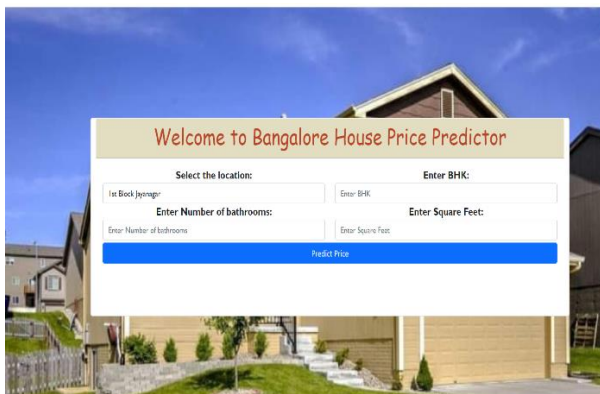 Welcome to Bangalore House Price Predictor
Select the location: Enter BHK:
1st Block Jayanagar Enter BHK
Enter Number of bathrooms: Enter Square Feet:
Enter Number of bathrooms Enter Square Feet
Predict Price